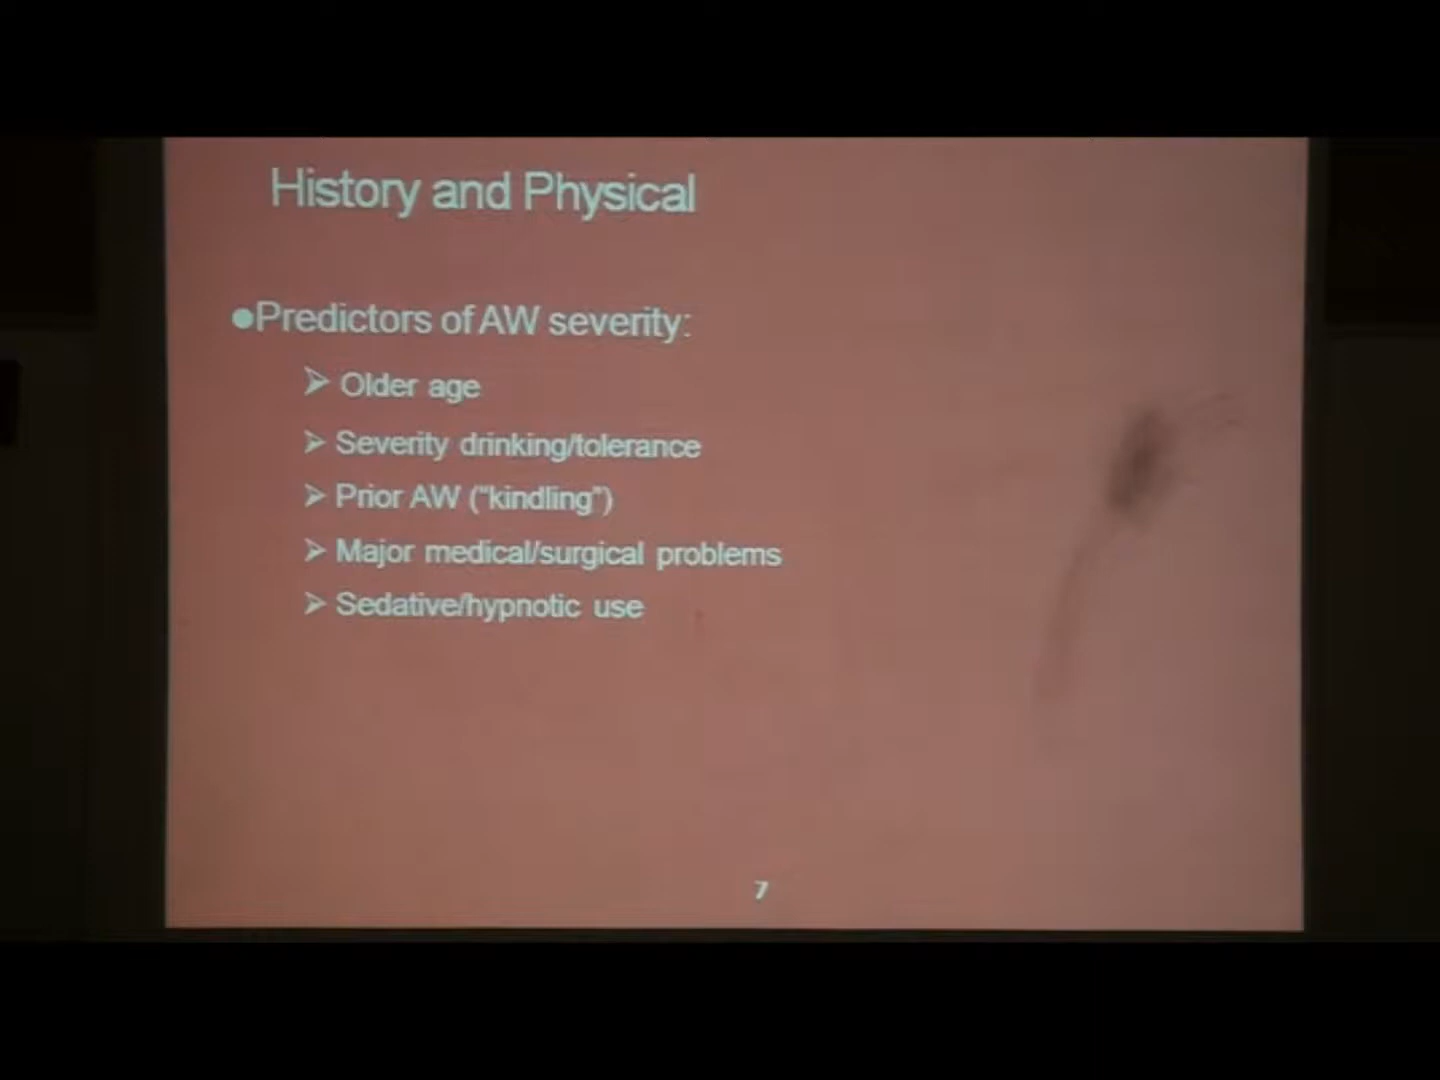 History and Physical
●Predictors of AW severity:
➢ Older age
➢ Severity drinking/tolerance
➢ Prior AW ("kindling")
➢ Major medical/surgical problems
➢ Sedative/hypnotic use
7